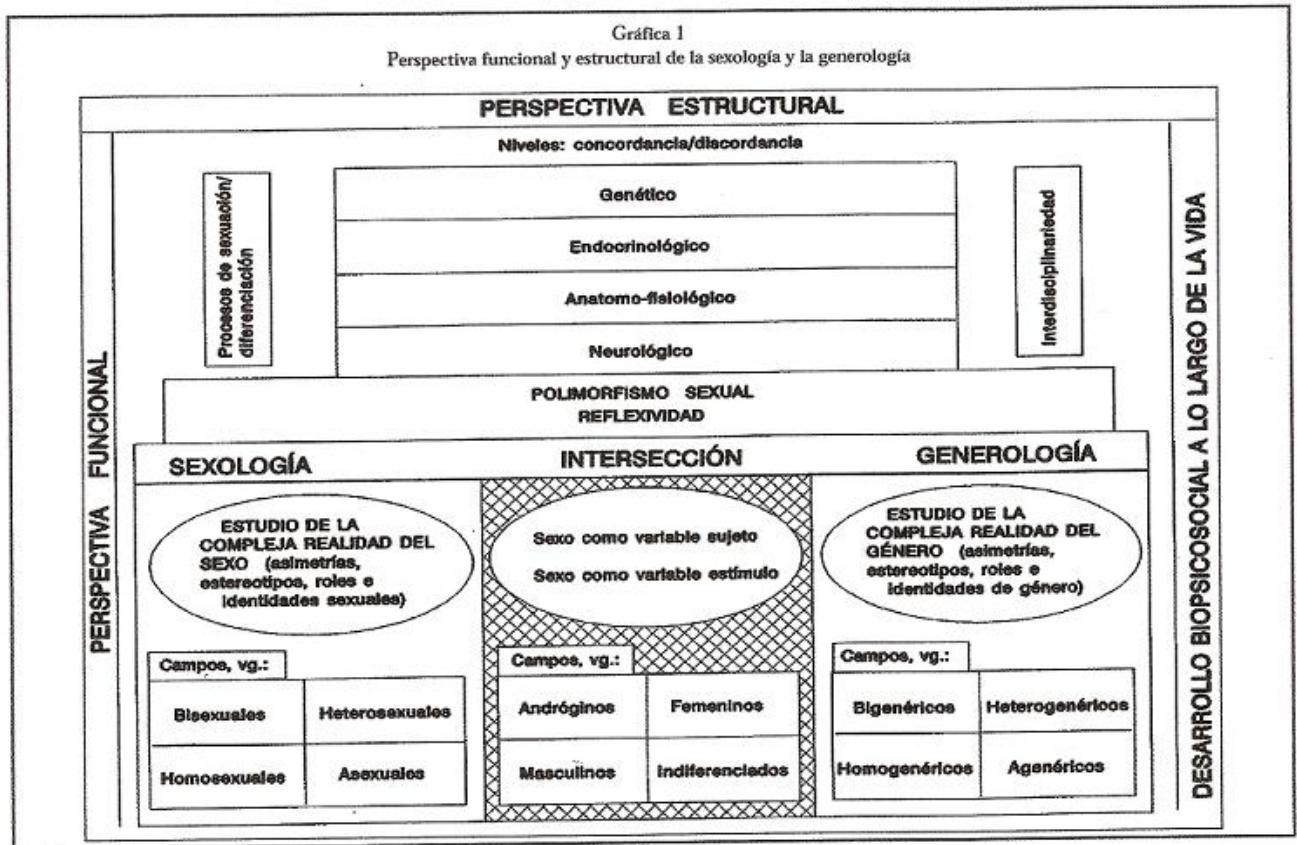 Gráfica 1
Perspectiva funcional y estructural de la sexología y la generología
PERSPECTIVA ESTRUCTURAL
PERSPECTIVA FUNCIONAL
Niveles: concordancia/discordancia
Procesos de sexuación/
diferenciación
Genético
Endocrinológico
Anatomo-fisiológico
Neurológico
Interdisciplinariedad
DESARROLLO BIOPSICOSOCIAL A LO LARGO DE LA VIDA
POLIMORFISMO SEXUAL
REFLEXIVIDAD
SEXOLOGÍA
ESTUDIO DE LA
COMPLEJA REALIDAD DEL
SEXO (asimetrías,
estereotipos, roles e
identidades sexuales)
Campos, vg.:
Bisexuales
Heterosexuales
Homosexuales
Asexuales
INTERSECCIÓN
Sexo como variable sujeto
Sexo como variable estímulo
Campos, vg.:
Andróginos
Femeninos
Masculinos
Indiferenciados
GENEROLOGÍA
ESTUDIO DE LA
COMPLEJA REALIDAD DEL
GÉNERO (asimetrías,
estereotipos, roles e
identidades de género)
Campos, vg.:
Bigenéricos
Heterogenéricos
Homogenéricos
Agenéricos